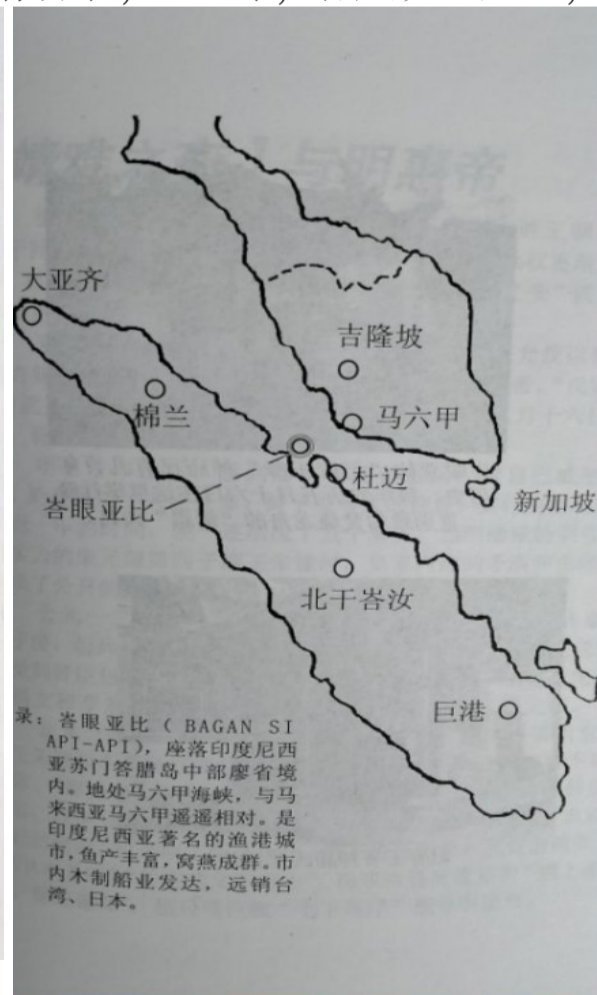 大亚齐
吉隆坡
棉兰
马六甲
杜迈
新加坡
峇眼亚比
北干峇汝
巨港
录：峇眼亚比（ BAGAN SI
API-API），座落印度尼西
亚苏门答腊岛中部廖省境
内。地处马六甲海峡，与马
来西亚马六甲遥遥相对。是
印度尼西亚著名的渔港城
市，鱼产丰富，窝燕成群。市
内木制船业发达，远销台
湾、日本。